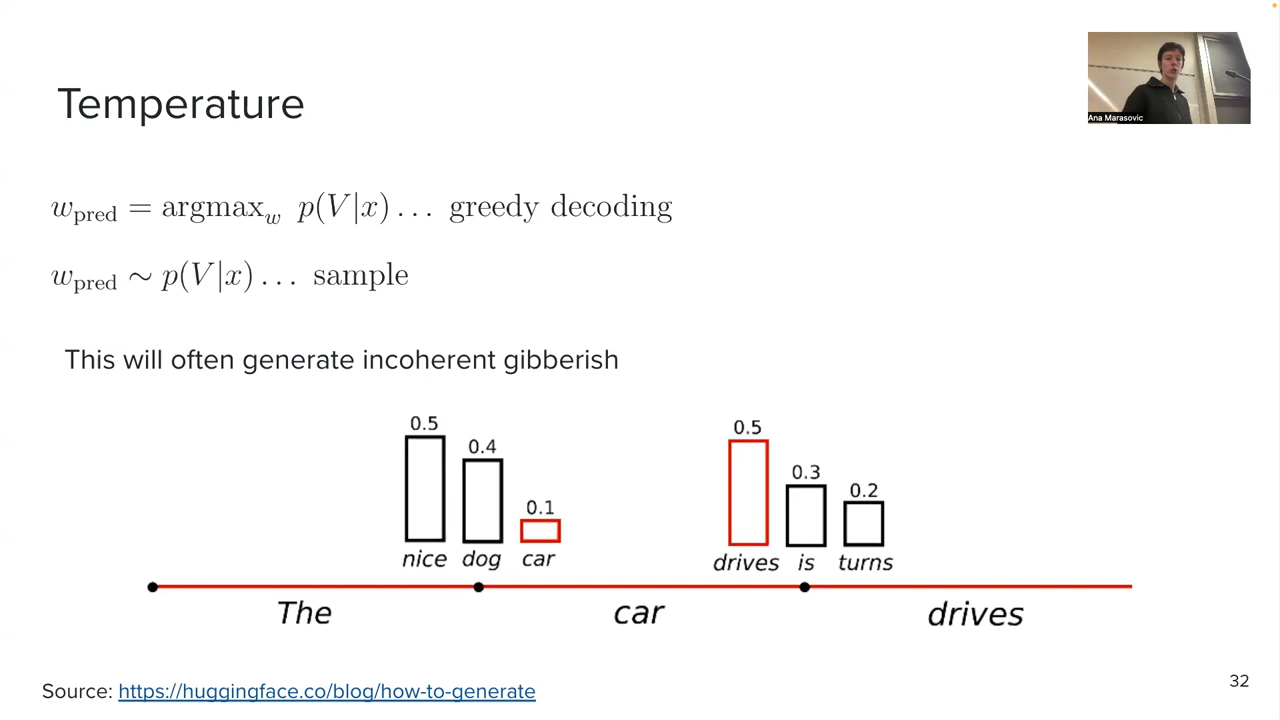 Ana Marasovic
Temperature
w_pred = argmax_w p(V|x) … greedy decoding
w_pred ∼ p(V|x) … sample
This will often generate incoherent gibberish
0.5 0.4 0.1 0.5 0.3 0.2
nice dog car drives is turns
The car drives
Source: https://huggingface.co/blog/how-to-generate
32